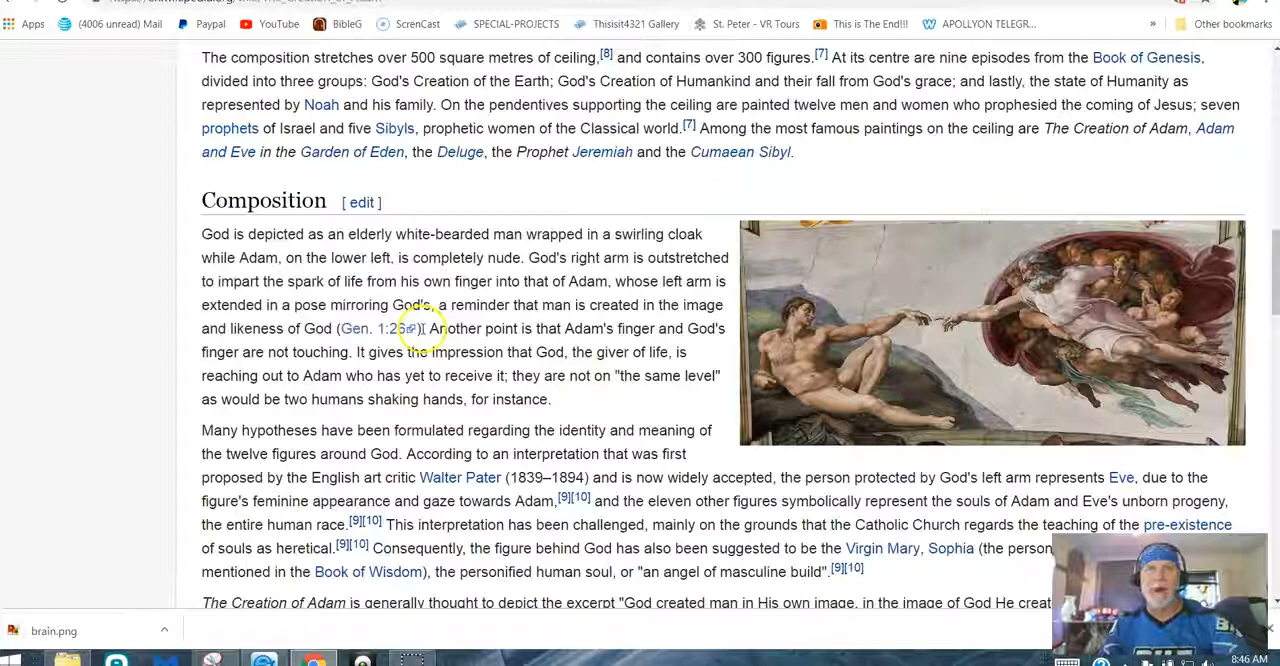 Apps (4006 unread) Mail Paypal YouTube BibleG ScrenCast SPECIAL-PROJECTS Thisisit4321 Gallery St. Peter - VR Tours This is The End!!! APOLLYON TELEGR... » Other bookmarks
The composition stretches over 500 square metres of ceiling,[8] and contains over 300 figures.[7] At its centre are nine episodes from the Book of Genesis,
divided into three groups: God's Creation of the Earth; God's Creation of Humankind and their fall from God's grace; and lastly, the state of Humanity as
represented by Noah and his family. On the pendentives supporting the ceiling are painted twelve men and women who prophesied the coming of Jesus; seven
prophets of Israel and five Sibyls, prophetic women of the Classical world.[7] Among the most famous paintings on the ceiling are The Creation of Adam, Adam
and Eve in the Garden of Eden, the Deluge, the Prophet Jeremiah and the Cumaean Sibyl.
Composition [ edit ]
God is depicted as an elderly white-bearded man wrapped in a swirling cloak
while Adam, on the lower left, is completely nude. God's right arm is outstretched
to impart the spark of life from his own finger into that of Adam, whose left arm is
extended in a pose mirroring God's, a reminder that man is created in the image
and likeness of God (Gen. 1:26). Another point is that Adam's finger and God's
finger are not touching. It gives the impression that God, the giver of life, is
reaching out to Adam who has yet to receive it; they are not on "the same level"
as would be two humans shaking hands, for instance.
Many hypotheses have been formulated regarding the identity and meaning of
the twelve figures around God. According to an interpretation that was first
proposed by the English art critic Walter Pater (1839–1894) and is now widely accepted, the person protected by God's left arm represents Eve, due to the
figure's feminine appearance and gaze towards Adam,[9][10] and the eleven other figures symbolically represent the souls of Adam and Eve's unborn progeny,
the entire human race.[9][10] This interpretation has been challenged, mainly on the grounds that the Catholic Church regards the teaching of the pre-existence
of souls as heretical.[9][10] Consequently, the figure behind God has also been suggested to be the Virgin Mary, Sophia (the person
mentioned in the Book of Wisdom), the personified human soul, or "an angel of masculine build".[9][10]
The Creation of Adam is generally thought to depict the excerpt "God created man in His own image, in the image of God He creat
brain.png
8:46 AM